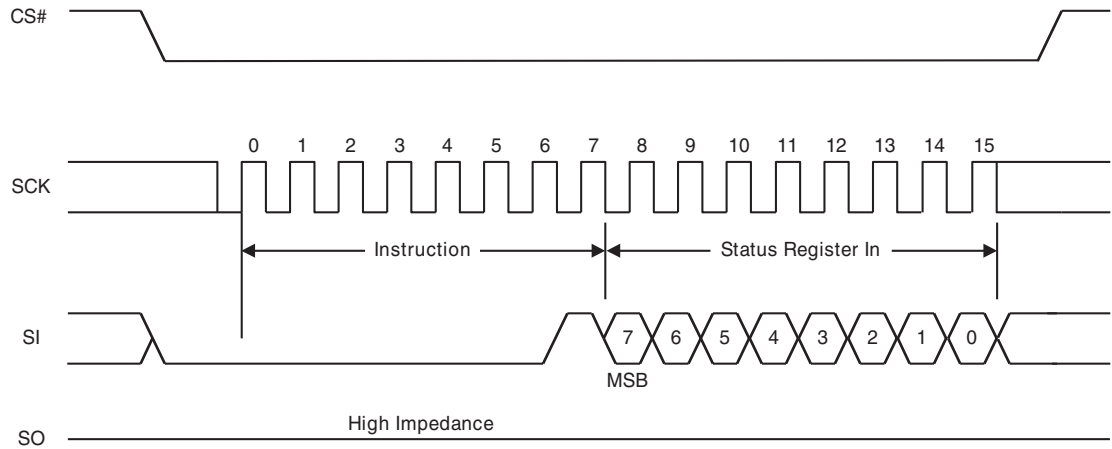 CS#
0 1 2 3 4 5 6 7 8 9 10 11 12 13 14 15
SCK
Instruction Status Register In
SI 7 6 5 4 3 2 1 0
MSB
High Impedance
SO